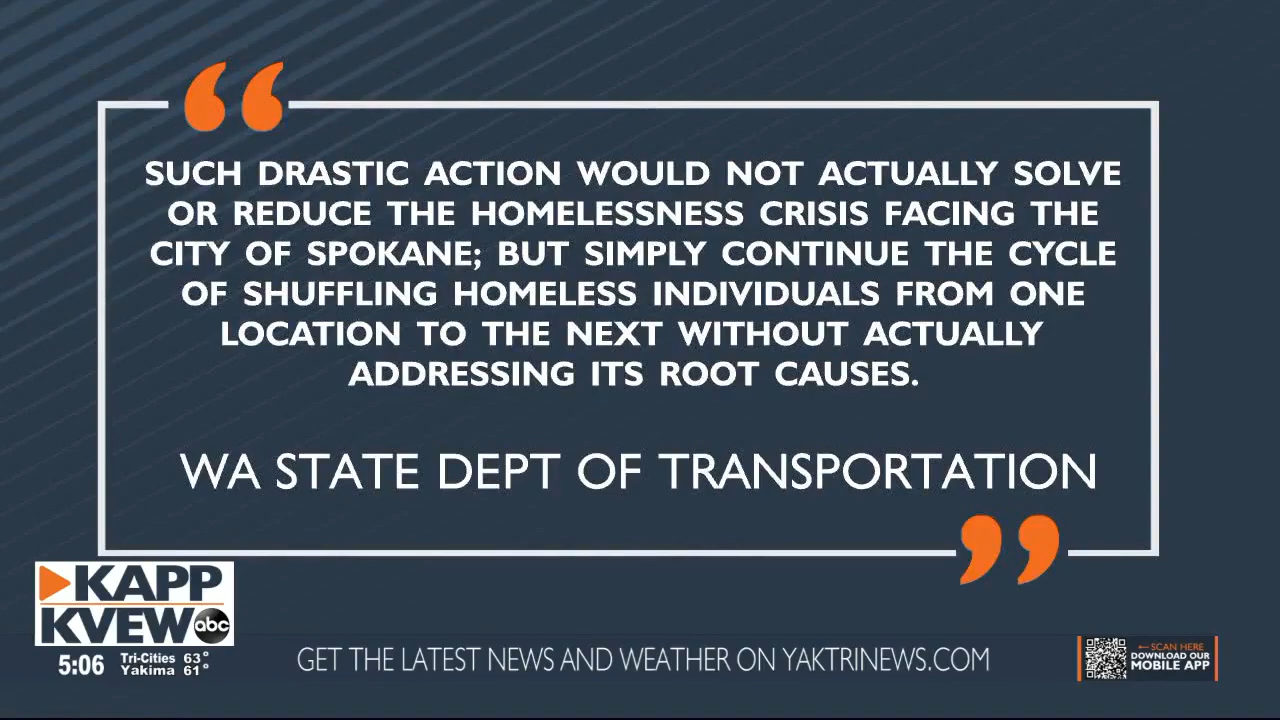 SUCH DRASTIC ACTION WOULD NOT ACTUALLY SOLVE
OR REDUCE THE HOMELESSNESS CRISIS FACING THE
CITY OF SPOKANE; BUT SIMPLY CONTINUE THE CYCLE
OF SHUFFLING HOMELESS INDIVIDUALS FROM ONE
LOCATION TO THE NEXT WITHOUT ACTUALLY
ADDRESSING ITS ROOT CAUSES.
WA STATE DEPT OF TRANSPORTATION
KAPP
KVEW abc
5:06
Tri-Cities 63°
Yakima 61°
GET THE LATEST NEWS AND WEATHER ON YAKTRINEWS.COM
←SCAN HERE
DOWNLOAD OUR
MOBILE APP